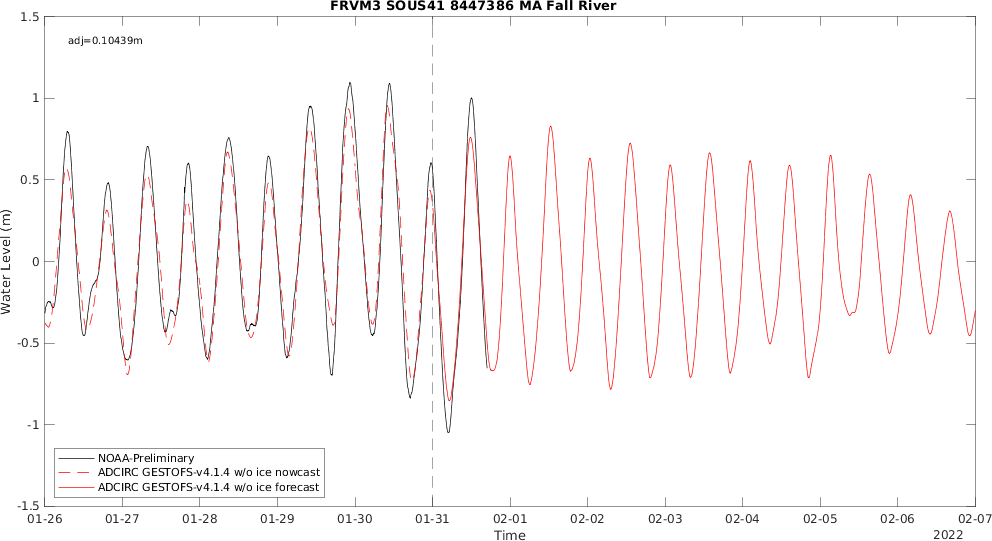 FRVM3 SOUS41 8447386 MA Fall River
adj=0.10439m
1.5
1
0.5
0
-0.5
-1
-1.5
Water Level (m)
NOAA-Preliminary
ADCIRC GESTOFS-v4.1.4 w/o ice nowcast
ADCIRC GESTOFS-v4.1.4 w/o ice forecast
01-26 01-27 01-28 01-29 01-30 01-31 02-01 02-02 02-03 02-04 02-05 02-06 02-07
Time
2022